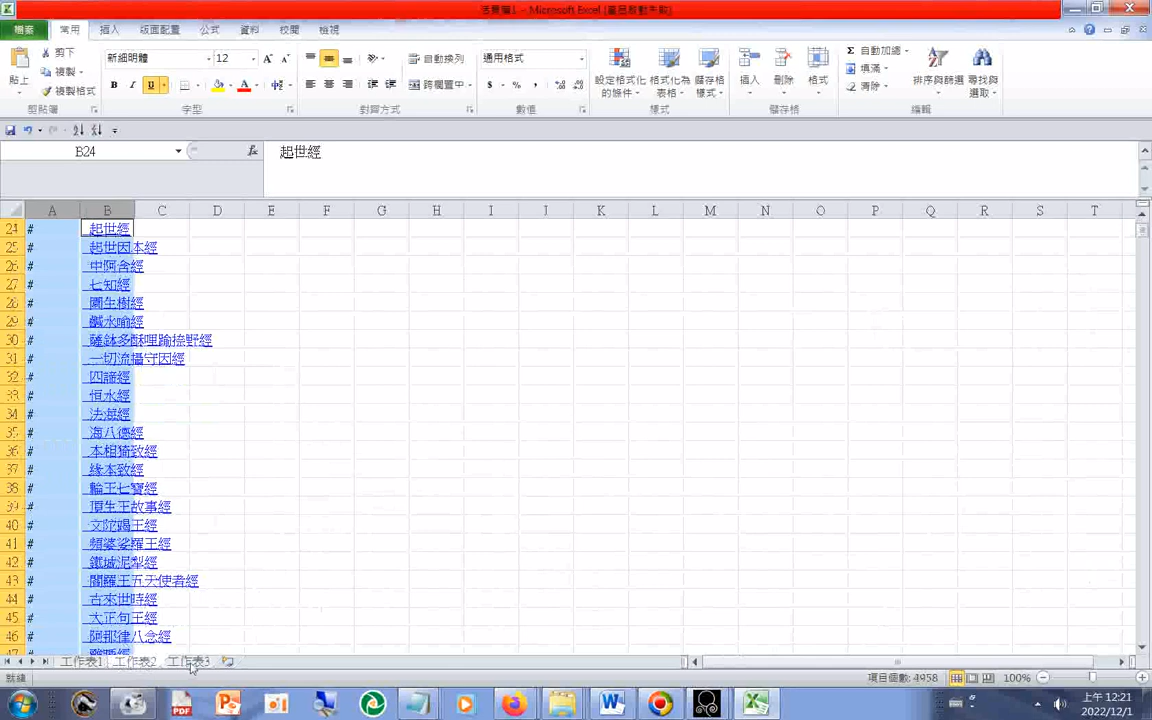 活頁簿1 - Microsoft Excel (產品啟動失敗)
檔案 常用 插入 版面配置 公式 資料 校閱 檢視
貼上 剪下 複製 複製格式 剪貼簿
新細明體 12 B I U 字型
自動換列 跨欄置中 對齊方式
通用格式 $ % , 數值
設定格式化的條件 格式化為表格 儲存格樣式 樣式
插入 刪除 格式 儲存格
Σ 自動加總 填滿 清除 排序與篩選 尋找與選取 編輯
B24 fx 起世經
A B C D E F G H I J K L M N O P Q R S T
24 # 起世經
25 # 起世因本經
26 # 中阿含經
27 # 七知經
28 # 園生樹經
29 # 鹹水喻經
30 # 薩鉢多酥哩踰捺野經
31 # 一切流攝守因經
32 # 四諦經
33 # 恒水經
34 # 法海經
35 # 海八德經
36 # 本相猗致經
37 # 緣本致經
38 # 輪王七寶經
39 # 頂生王故事經
40 # 文陀竭王經
41 # 頻婆娑羅王經
42 # 鐵城泥犁經
43 # 閻羅王五天使者經
44 # 古來世時經
45 # 大正句王經
46 # 阿那律八念經
47
工作表1 工作表2 工作表3
就緒 項目個數: 4958 100%
上午 12:21
2022/12/1